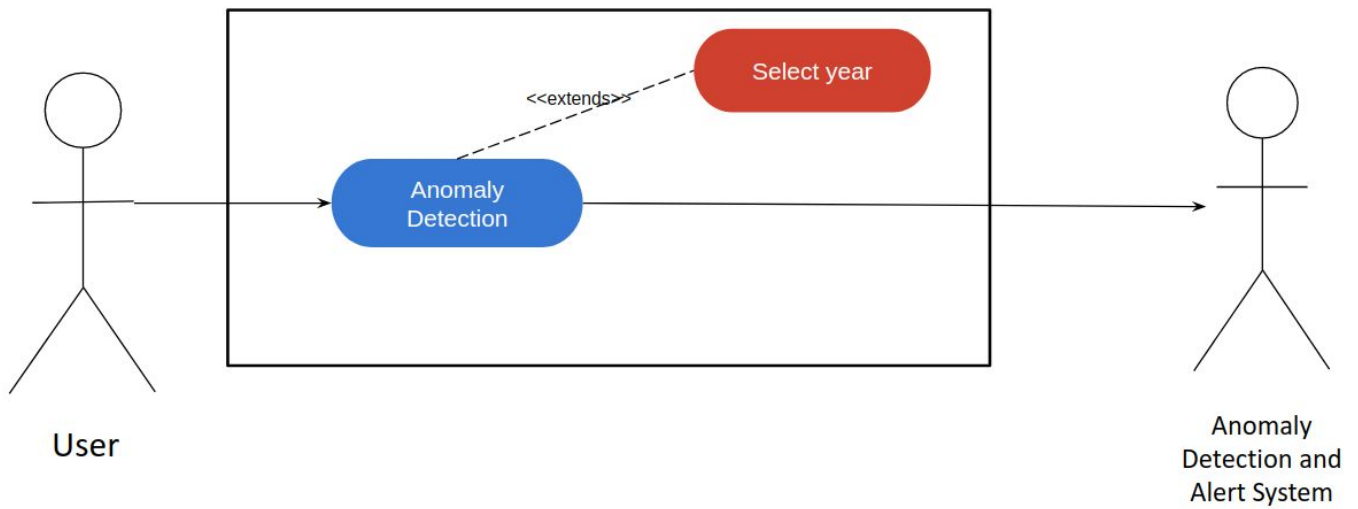 Select year
<<extends>>
Anomaly
Detection
User
Anomaly
Detection and
Alert System